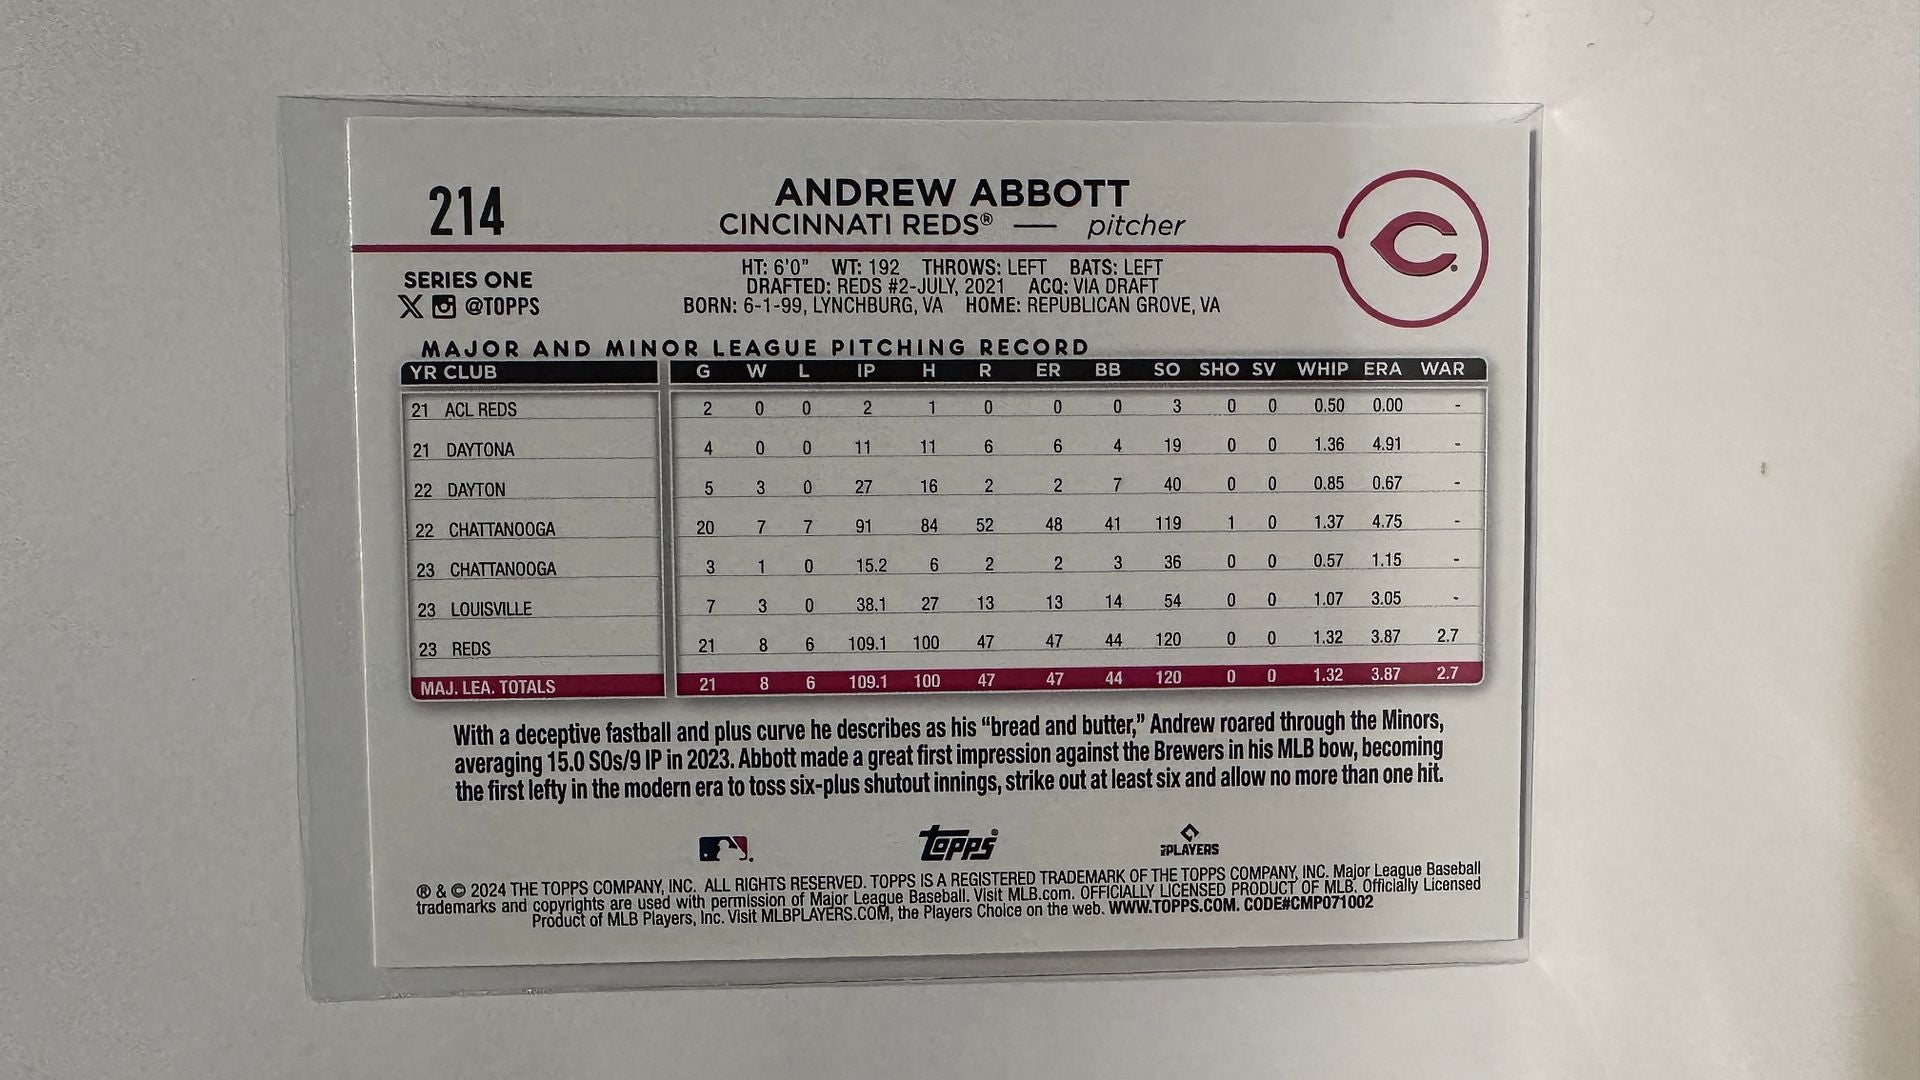 214
ANDREW ABBOTT
CINCINNATI REDS® — pitcher
C
SERIES ONE
@TOPPS
HT: 6'0" WT: 192 THROWS: LEFT BATS: LEFT
DRAFTED: REDS #2-JULY, 2021 ACQ: VIA DRAFT
BORN: 6-1-99, LYNCHBURG, VA HOME: REPUBLICAN GROVE, VA
MAJOR AND MINOR LEAGUE PITCHING RECORD
YR CLUB G W L IP H R ER BB SO SHO SV WHIP ERA WAR
21 ACL REDS 2 0 0 2 1 0 0 0 3 0 0 0.50 0.00 -
21 DAYTONA 4 0 0 11 11 6 6 4 19 0 0 1.36 4.91 -
22 DAYTON 5 3 0 27 16 2 2 7 40 0 0 0.85 0.67 -
22 CHATTANOOGA 20 7 7 91 84 52 48 41 119 1 0 1.37 4.75 -
23 CHATTANOOGA 3 1 0 15.2 6 2 2 3 36 0 0 0.57 1.15 -
23 LOUISVILLE 7 3 0 38.1 27 13 13 14 54 0 0 1.07 3.05 -
23 REDS 21 8 6 109.1 100 47 47 44 120 0 0 1.32 3.87 2.7
MAJ. LEA. TOTALS 21 8 6 109.1 100 47 47 44 120 0 0 1.32 3.87 2.7
With a deceptive fastball and plus curve he describes as his “bread and butter,” Andrew roared through the Minors,
averaging 15.0 SOs/9 IP in 2023. Abbott made a great first impression against the Brewers in his MLB bow, becoming
the first lefty in the modern era to toss six-plus shutout innings, strike out at least six and allow no more than one hit.
Topps®
PLAYERS
® & © 2024 THE TOPPS COMPANY, INC. ALL RIGHTS RESERVED. TOPPS IS A REGISTERED TRADEMARK OF THE TOPPS COMPANY, INC. Major League Baseball
trademarks and copyrights are used with permission of Major League Baseball. Visit MLB.com. OFFICIALLY LICENSED PRODUCT OF MLB. Officially Licensed
Product of MLB Players, Inc. Visit MLBPLAYERS.COM, the Players Choice on the web. WWW.TOPPS.COM. CODE#CMP071002